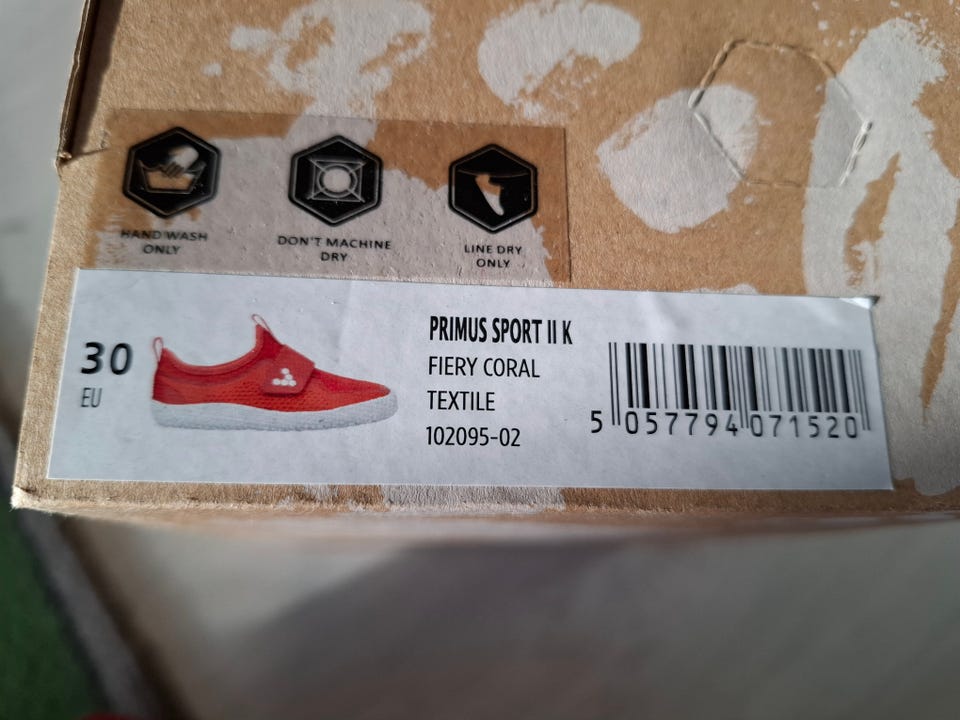 HAND WASH
ONLY
DON'T MACHINE
DRY
LINE DRY
ONLY
30
EU
PRIMUS SPORT II K
FIERY CORAL
TEXTILE
102095-02
5 057794 071520